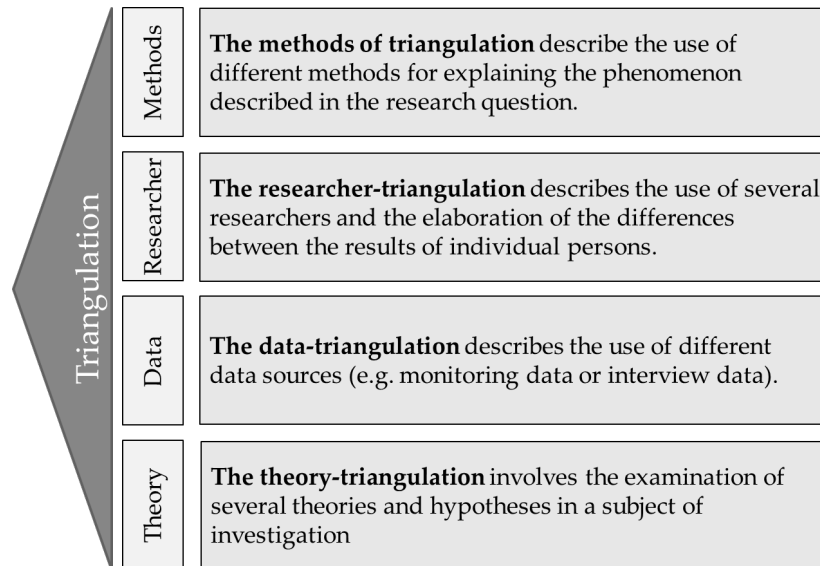 Triangulation
Methods
The methods of triangulation describe the use of
different methods for explaining the phenomenon
described in the research question.
Researcher
The researcher-triangulation describes the use of several
researchers and the elaboration of the differences
between the results of individual persons.
Data
The data-triangulation describes the use of different
data sources (e.g. monitoring data or interview data).
Theory
The theory-triangulation involves the examination of
several theories and hypotheses in a subject of
investigation